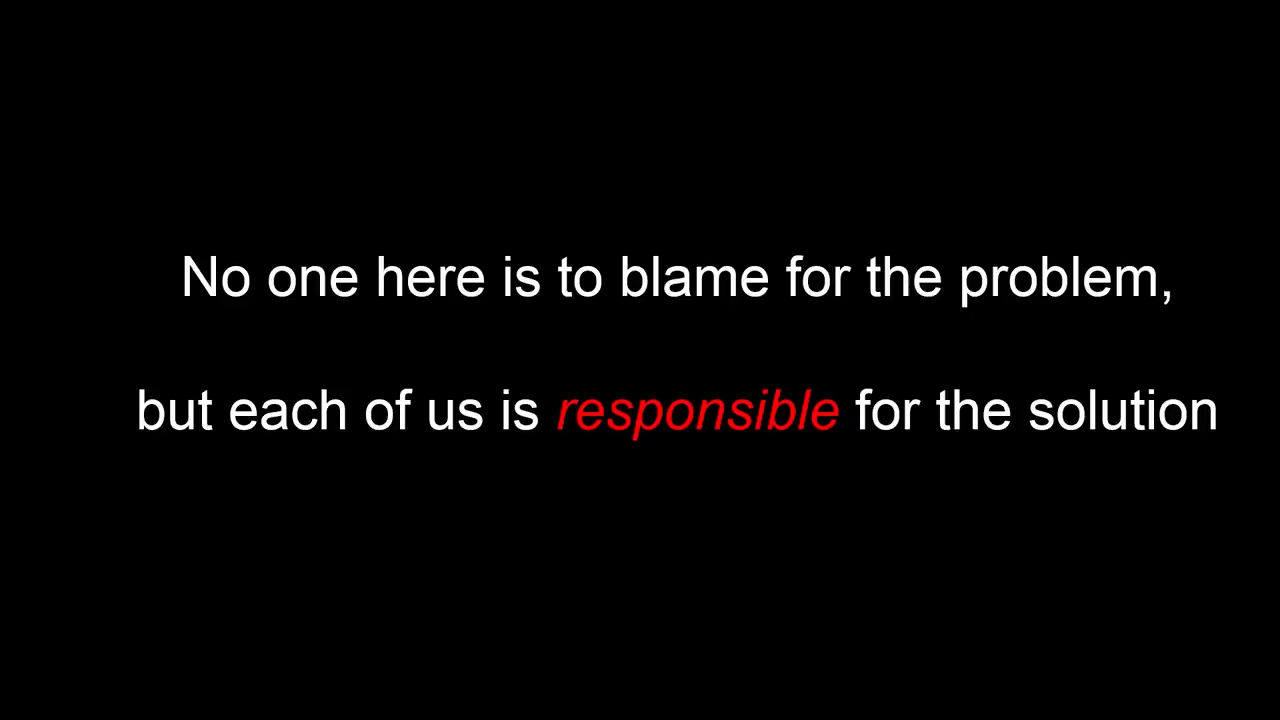 No one here is to blame for the problem,
but each of us is responsible for the solution